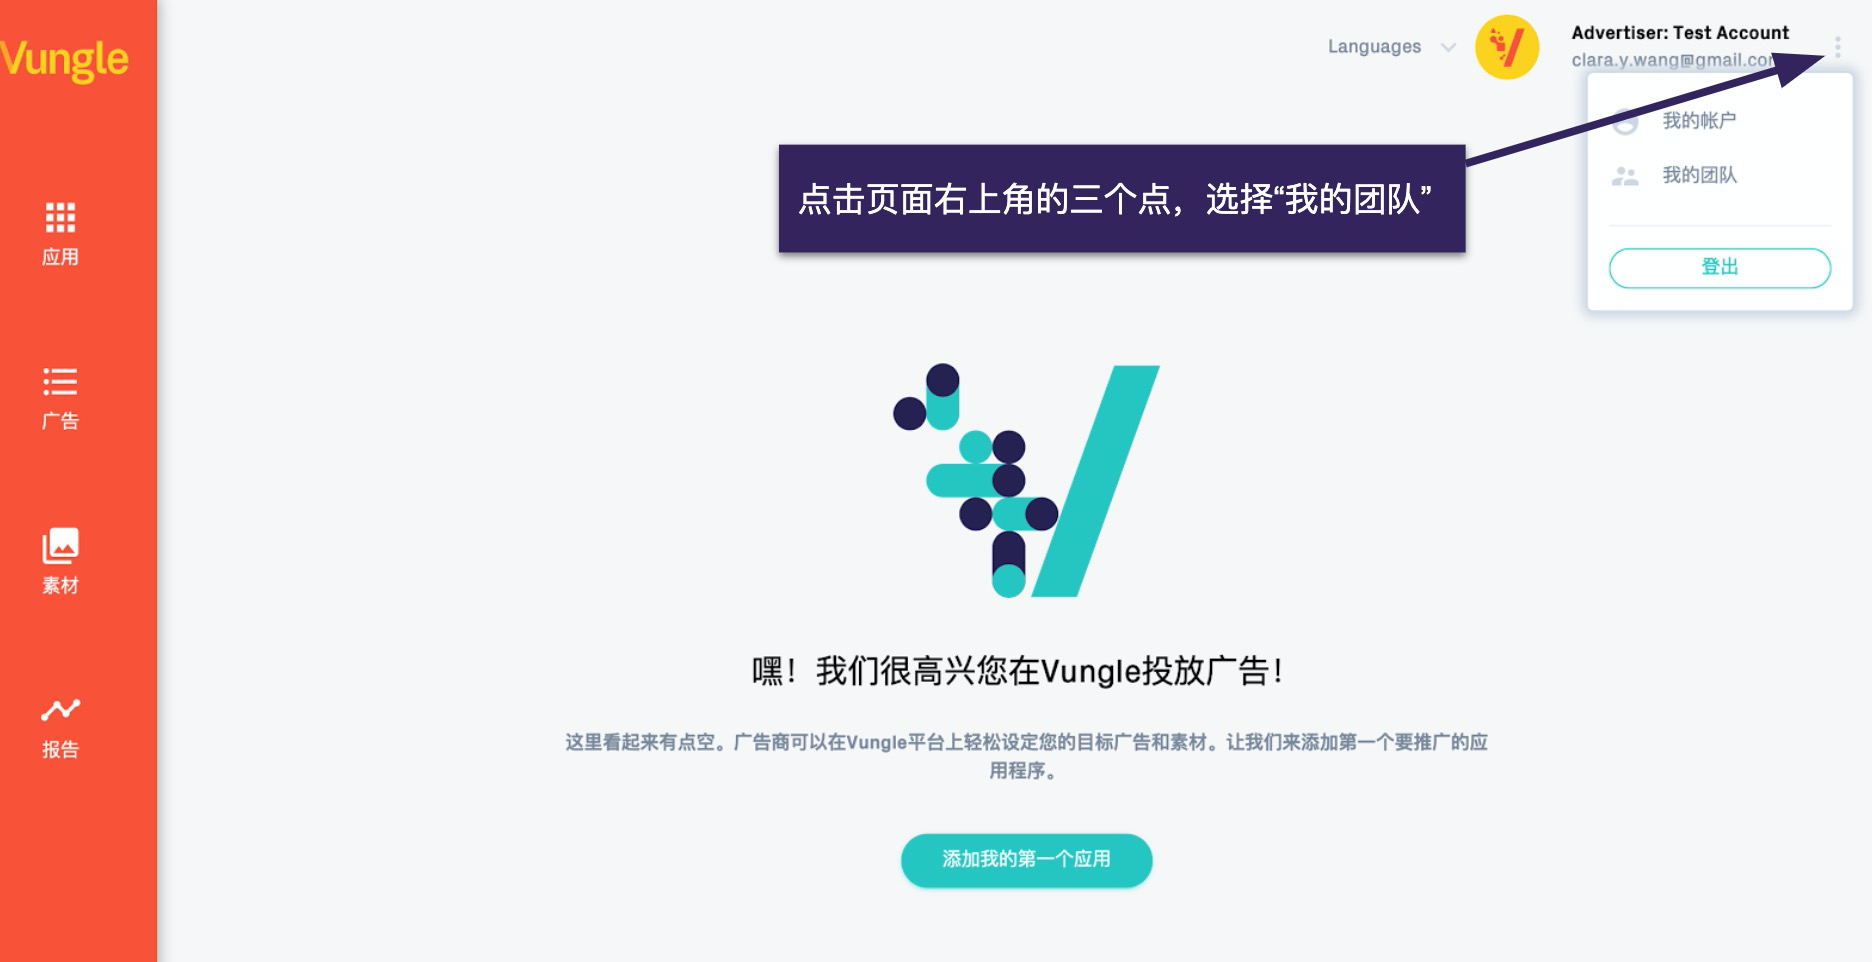 Vungle
Languages
Advertiser: Test Account
clara.y.wang@gmail.co
我的帐户
我的团队
登出
点击页面右上角的三个点，选择“我的团队”
应用
广告
素材
报告
嘿！我们很高兴您在Vungle投放广告！
这里看起来有点空。广告商可以在Vungle平台上轻松设定您的目标广告和素材。让我们来添加第一个要推广的应
用程序。
添加我的第一个应用